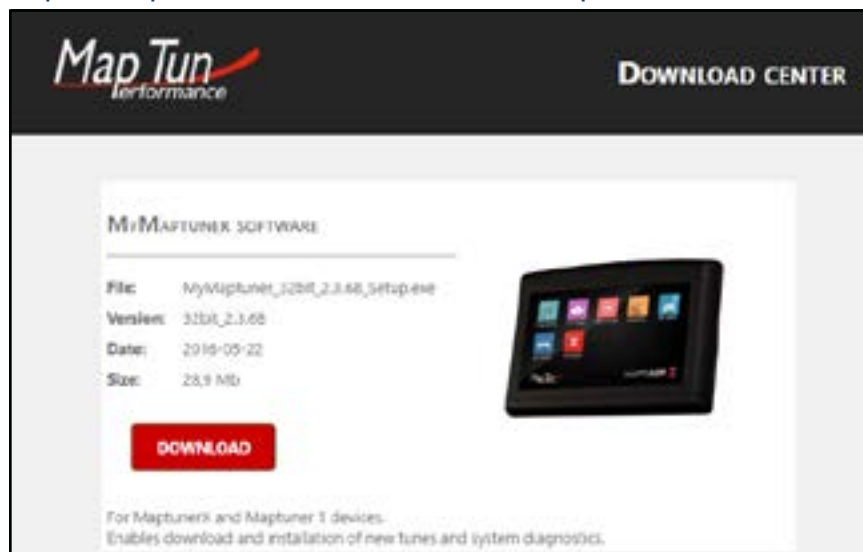 Map Tun
Performance
DOWNLOAD CENTER
MYMAPTUNER SOFTWARE
File: MyMaptuner_32bit_2.3.68_Setup.exe
Version: 32bit_2.3.68
Date: 2016-05-22
Size: 28,9 Mb
DOWNLOAD
For MaptunerX and Maptuner 1 devices.
Enables download and installation of new tunes and system diagnostics.